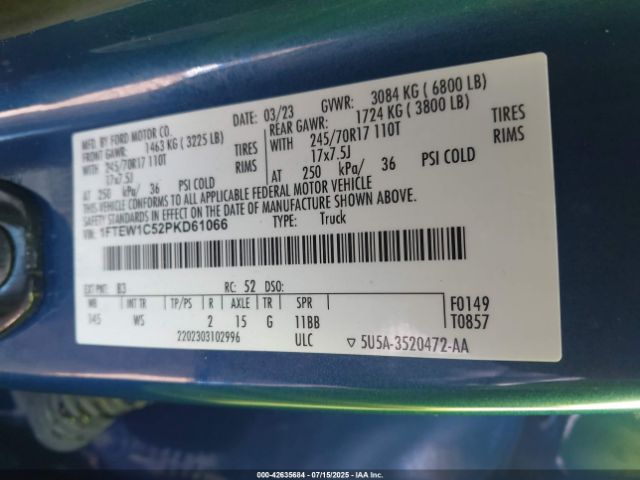 MFD. BY FORD MOTOR CO.
DATE: 03/23 GVWR: 3084 KG ( 6800 LB)
FRONT GAWR: 1463 KG ( 3225 LB)
REAR GAWR: 1724 KG ( 3800 LB)
WITH 245/70R17 110T TIRES
WITH 245/70R17 110T TIRES
17x7.5J RIMS
17x7.5J RIMS
AT 250 kPa/ 36 PSI COLD
AT 250 kPa/ 36 PSI COLD
THIS VEHICLE CONFORMS TO ALL APPLICABLE FEDERAL MOTOR VEHICLE
SAFETY AND THEFT PREVENTION STANDARDS IN EFFECT ON THE DATE OF MANUFACTURE SHOWN ABOVE.
VIN: 1FTEW1C52PKD61066 TYPE: Truck
EXT PNT: B3 RC: 52 DSO:
WB INT TR TP/PS R AXLE TR SPR
145 WS 2 15 G 11BB
F0149
T0857
2202303102996 ULC ▽ 5U5A-3520472-AA
000-42635684 - 07/15/2025 - IAA Inc.